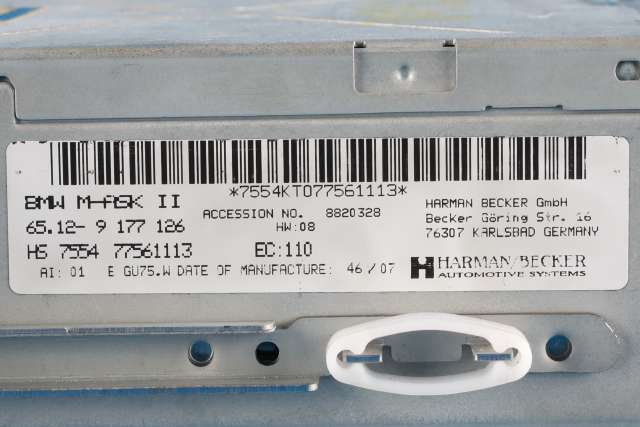 *7554KT077561113*
BMW M-ASK II
ACCESSION NO. 8820328
HARMAN BECKER GmbH
65.12- 9 177 126
HW:08
Becker Göring Str. 16
76307 KARLSBAD GERMANY
HS 7554 77561113
EC:110
AI: 01 E GU75.W DATE OF MANUFACTURE: 46/07
HARMAN/BECKER
AUTOMOTIVE SYSTEMS